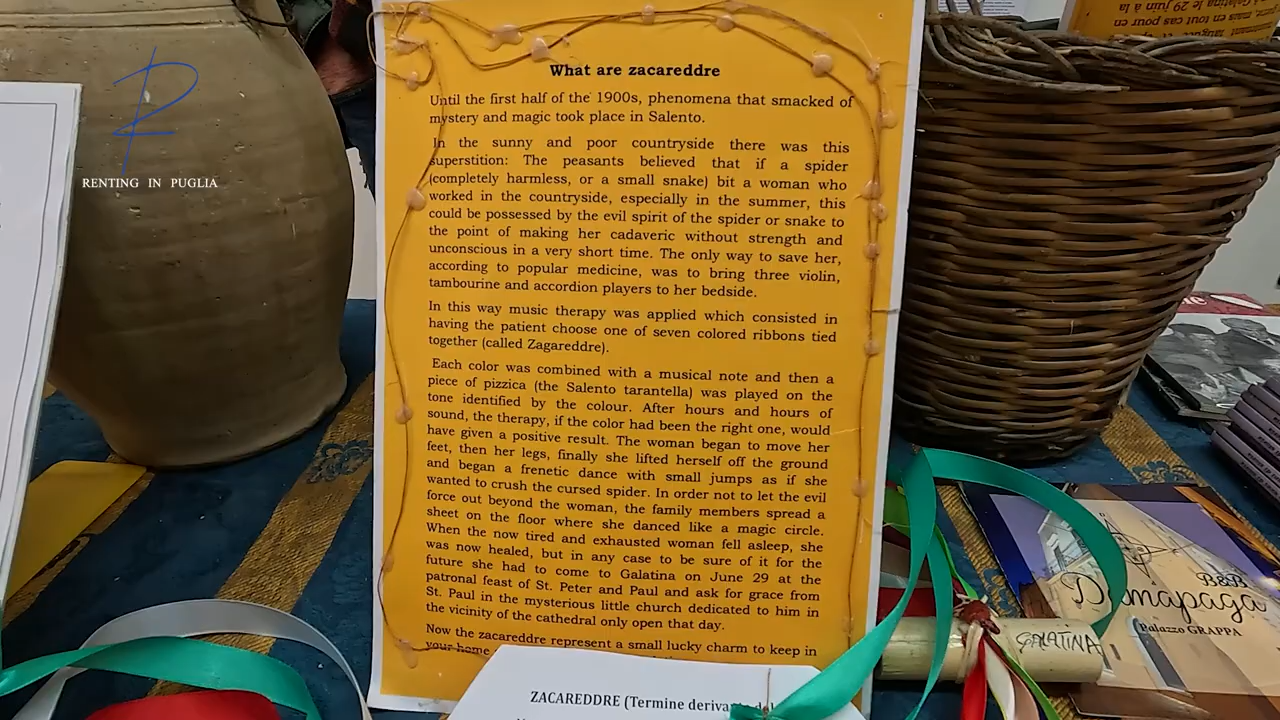 RENTING IN PUGLIA
What are zacareddre
Until the first half of the 1900s, phenomena that smacked of
mystery and magic took place in Salento.
In the sunny and poor countryside there was this
superstition: The peasants believed that if a spider
(completely harmless, or a small snake) bit a woman who
worked in the countryside, especially in the summer, this
could be possessed by the evil spirit of the spider or snake to
the point of making her cadaveric without strength and
unconscious in a very short time. The only way to save her,
according to popular medicine, was to bring three violin,
tambourine and accordion players to her bedside.
In this way music therapy was applied which consisted in
having the patient choose one of seven colored ribbons tied
together (called Zagareddre).
Each color was combined with a musical note and then a
piece of pizzica (the Salento tarantella) was played on the
tone identified by the colour. After hours and hours of
sound, the therapy, if the color had been the right one, would
have given a positive result. The woman began to move her
feet, then her legs, finally she lifted herself off the ground
and began a frenetic dance with small jumps as if she
wanted to crush the cursed spider. In order not to let the evil
force out beyond the woman, the family members spread a
sheet on the floor where she danced like a magic circle.
When the now tired and exhausted woman fell asleep, she
was now healed, but in any case to be sure of it for the
future she had to come to Galatina on June 29 at the
patronal feast of St. Peter and Paul and ask for grace from
St. Paul in the mysterious little church dedicated to him in
the vicinity of the cathedral only open that day.
Now the zacareddre represent a small lucky charm to keep in
your home
ZACAREDDRE (Termine derivante
GALATINA
B&B
Damapaga
Palazzo GRAPPA
en tout cas pour en
Galatina le 29 juin à la